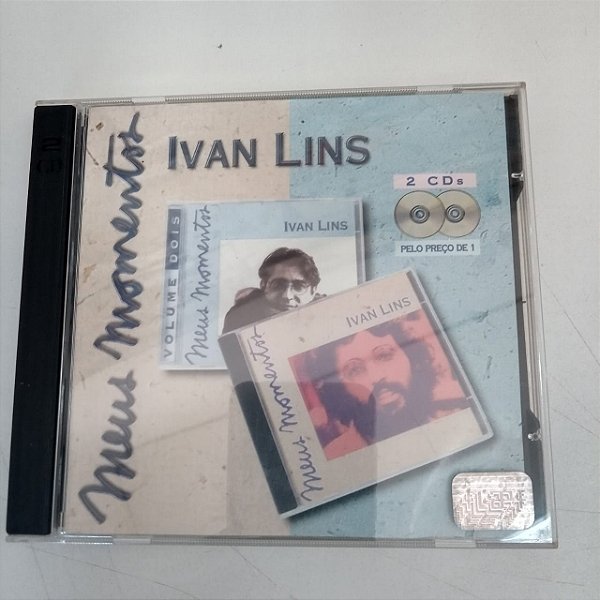 Meus Momentos
IVAN LINS
2 CDs
PELO PREÇO DE 1
VOLUME DOIS
Meus Momentos
IVAN LINS
Meus Momentos
IVAN LINS